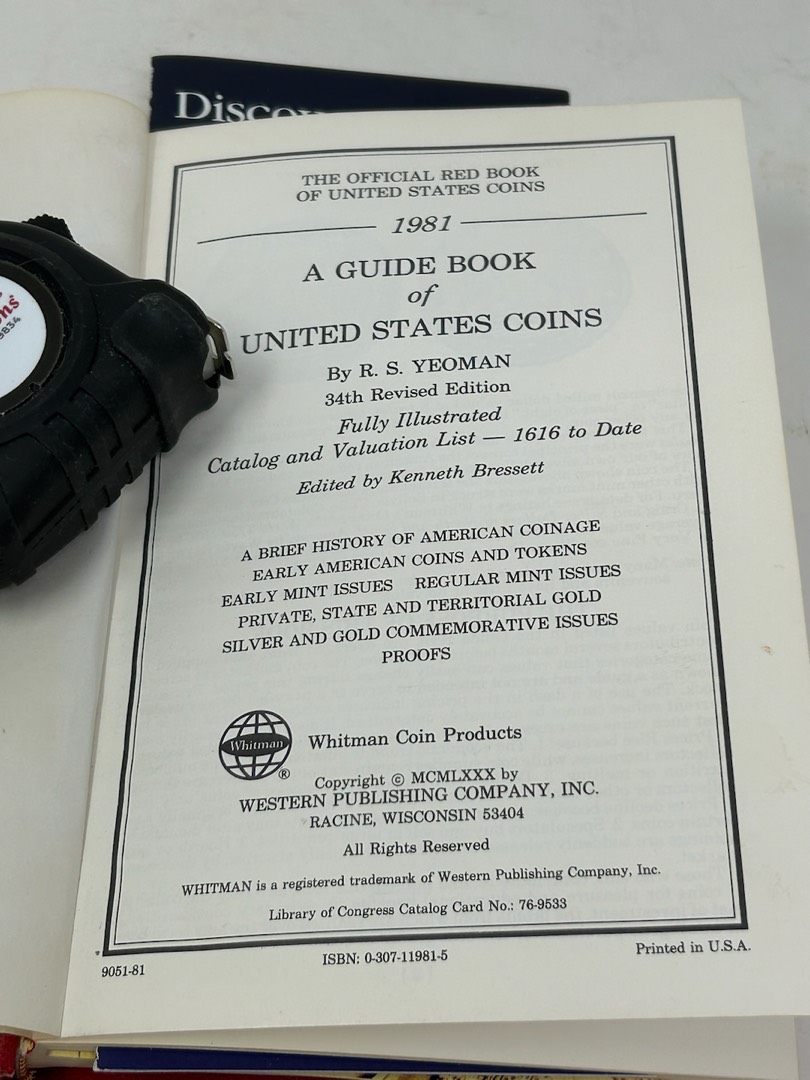 THE OFFICIAL RED BOOK
OF UNITED STATES COINS
1981
A GUIDE BOOK
of
UNITED STATES COINS
By R. S. YEOMAN
34th Revised Edition
Fully Illustrated
Catalog and Valuation List — 1616 to Date
Edited by Kenneth Bressett
A BRIEF HISTORY OF AMERICAN COINAGE
EARLY AMERICAN COINS AND TOKENS
EARLY MINT ISSUES REGULAR MINT ISSUES
PRIVATE, STATE AND TERRITORIAL GOLD
SILVER AND GOLD COMMEMORATIVE ISSUES
PROOFS
Whitman ®
Whitman Coin Products
Copyright © MCMLXXX by
WESTERN PUBLISHING COMPANY, INC.
RACINE, WISCONSIN 53404
All Rights Reserved
WHITMAN is a registered trademark of Western Publishing Company, Inc.
Library of Congress Catalog Card No.: 76-9533
9051-81
ISBN: 0-307-11981-5
Printed in U.S.A.